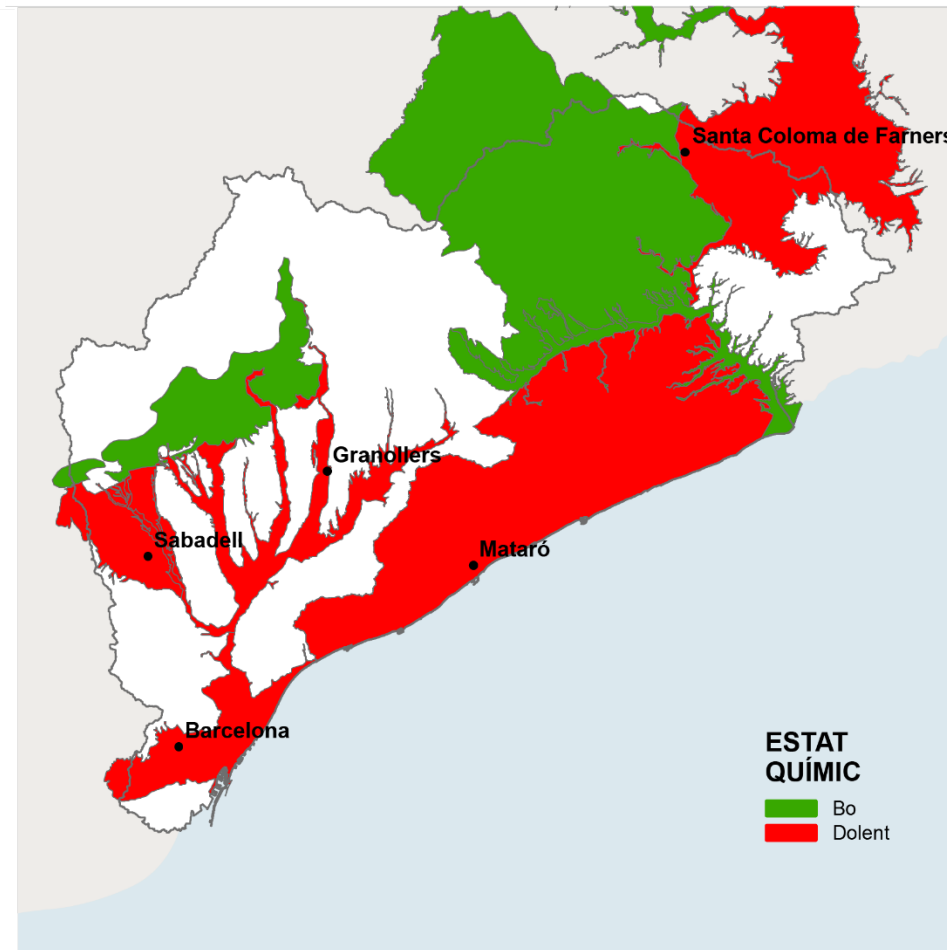 Santa Coloma de Farners
Granollers
Sabadell
Mataró
Barcelona
ESTAT
QUÍMIC
Bo
Dolent